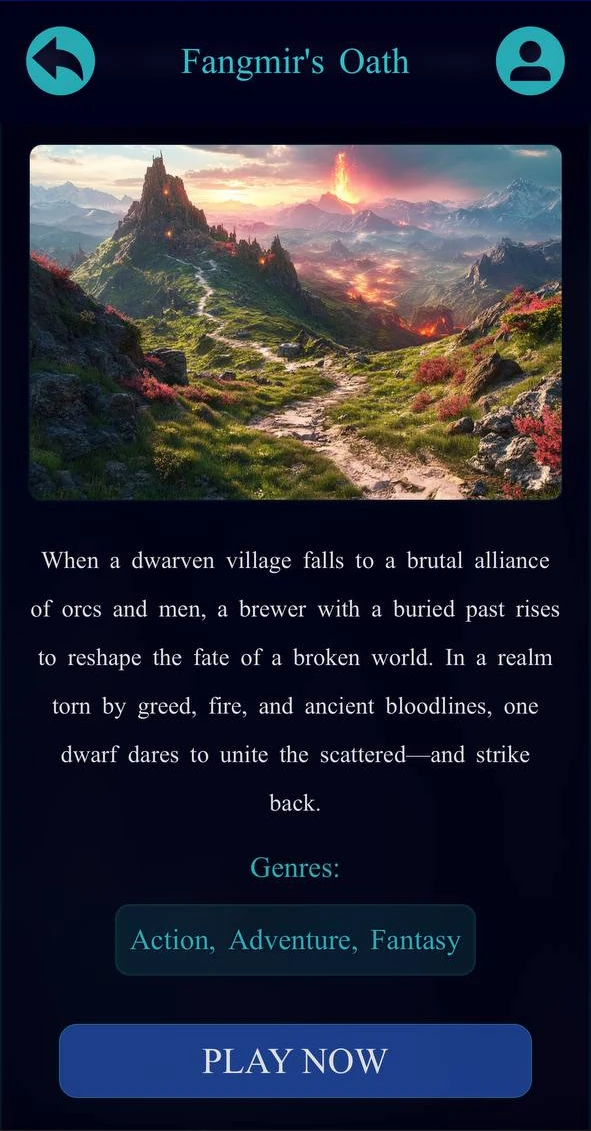 Fangmir's Oath
When a dwarven village falls to a brutal alliance
of orcs and men, a brewer with a buried past rises
to reshape the fate of a broken world. In a realm
torn by greed, fire, and ancient bloodlines, one
dwarf dares to unite the scattered—and strike
back.
Genres:
Action, Adventure, Fantasy
PLAY NOW